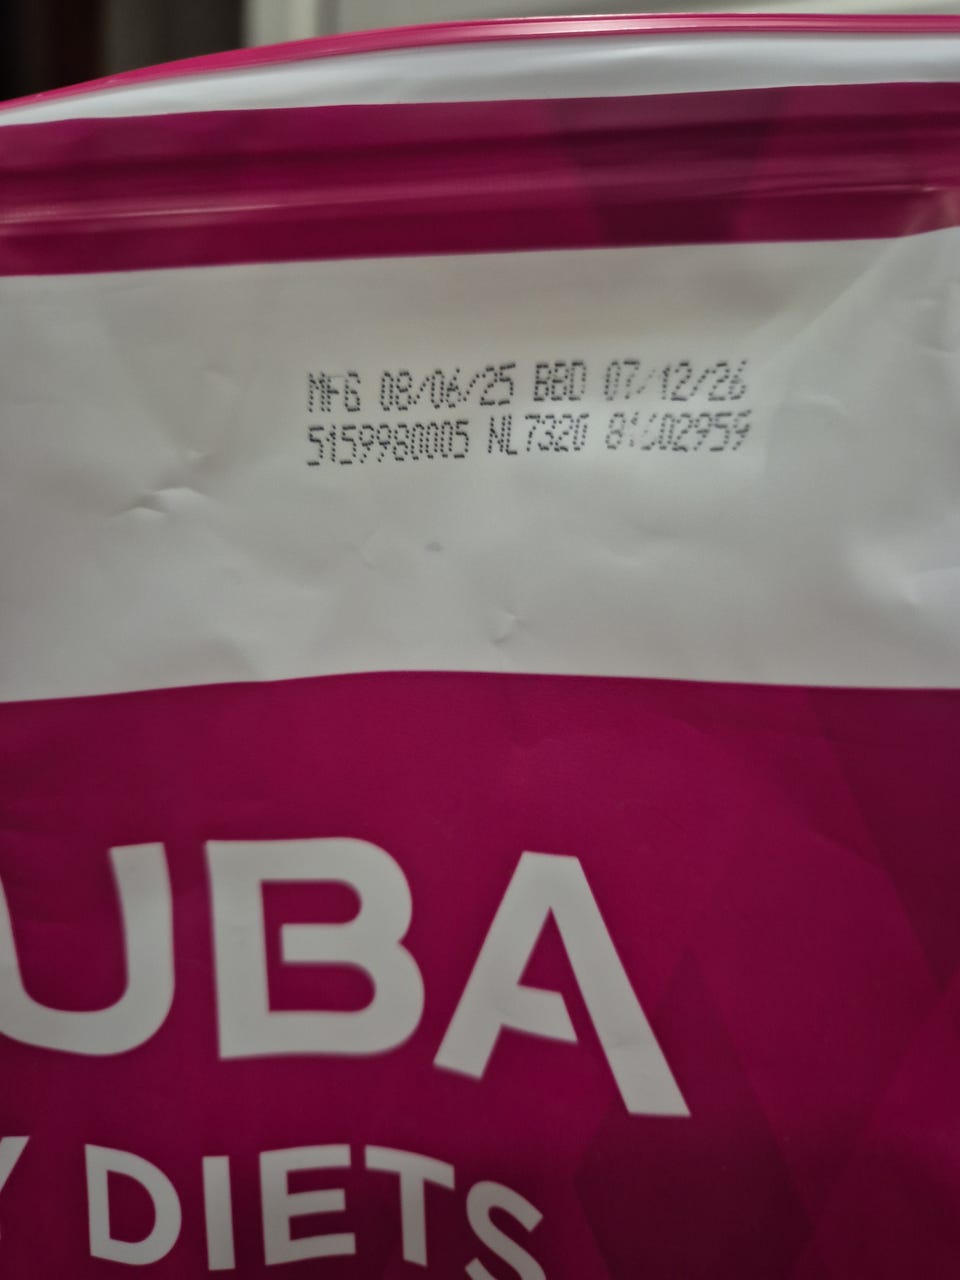 MFG 08/06/25 BBD 07/12/26
5159980005 NL7320
UBA
Y DIETS